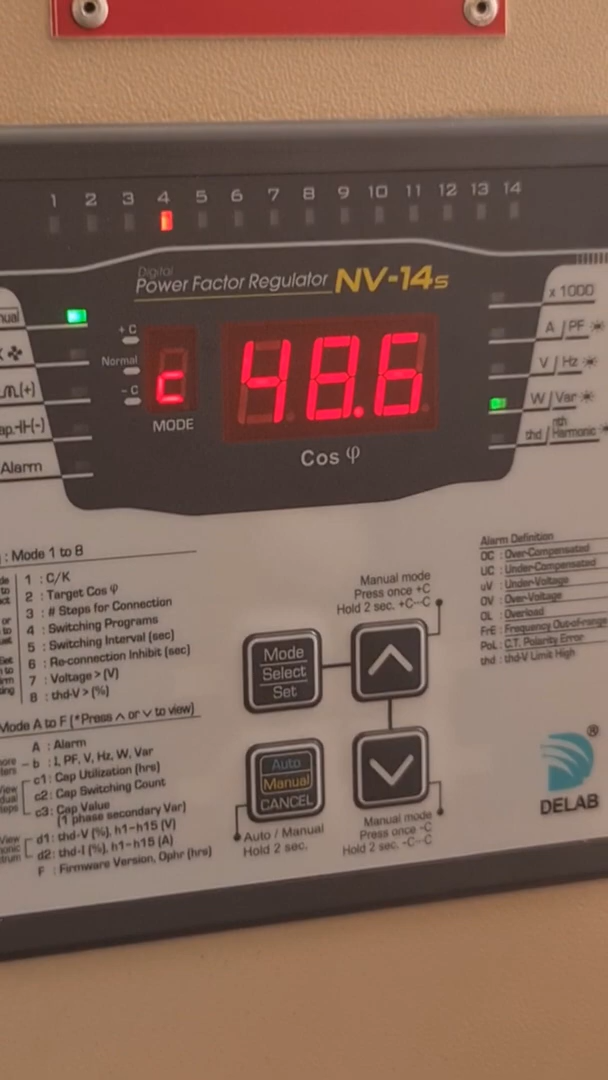 1 2 3 4 5 6 7 8 9 10 11 12 13 14
Digital
Power Factor Regulator NV-14s
+ C
Normal
- C
MODE
c
48.6
Cos φ
x 1000
A / PF
V / Hz
W / Var
thd / nth Harmonic
Alarm
: Mode 1 to 8
1 : C/K
2 : Target Cos φ
3 : # Steps for Connection
4 : Switching Programs
5 : Switching Interval (sec)
6 : Re-connection Inhibit (sec)
7 : Voltage > (V)
8 : thd-V > (%)
Mode A to F (*Press ∧ or ∨ to view)
A : Alarm
b : I, PF, V, Hz, W, Var
c1: Cap Utilization (hrs)
c2: Cap Switching Count
c3: Cap Value
(1 phase secondary Var)
d1: thd-V (%), h1-h15 (V)
d2: thd-I (%), h1-h15 (A)
F : Firmware Version, Ophr (hrs)
Mode
Select
Set
Auto
Manual
CANCEL
Auto / Manual
Hold 2 sec.
Manual mode
Press once +C
Hold 2 sec. +C--C
Manual mode
Press once -C
Hold 2 sec. -C--C
Alarm Definition
OC : Over-Compensated
UC : Under-Compensated
uV : Under-Voltage
OV : Over-Voltage
OL : Overload
FrE : Frequency Out-of-range
PoL : C.T. Polarity Error
thd : thd-V Limit High
®
DELAB